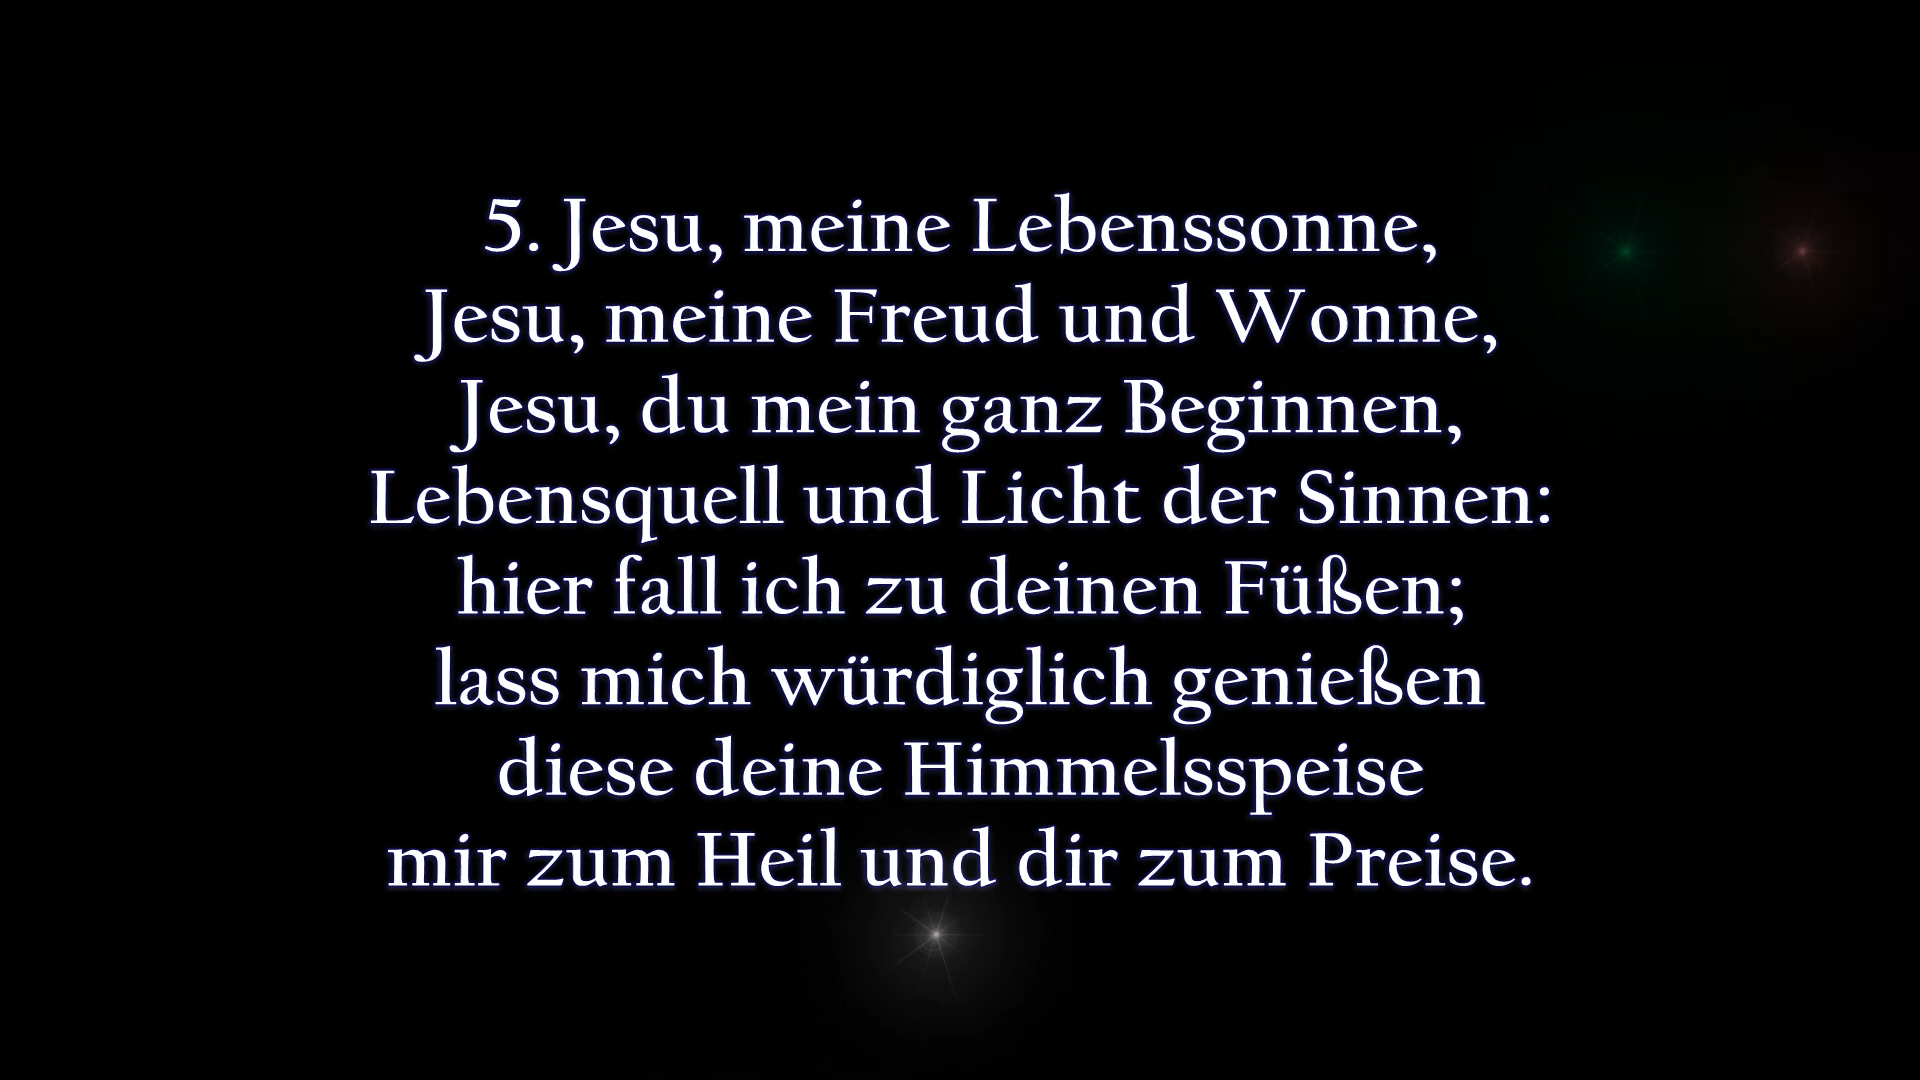 5. Jesu, meine Lebenssonne,
Jesu, meine Freud und Wonne,
Jesu, du mein ganz Beginnen,
Lebensquell und Licht der Sinnen:
hier fall ich zu deinen Füßen;
lass mich würdiglich genießen
diese deine Himmelsspeise
mir zum Heil und dir zum Preise.